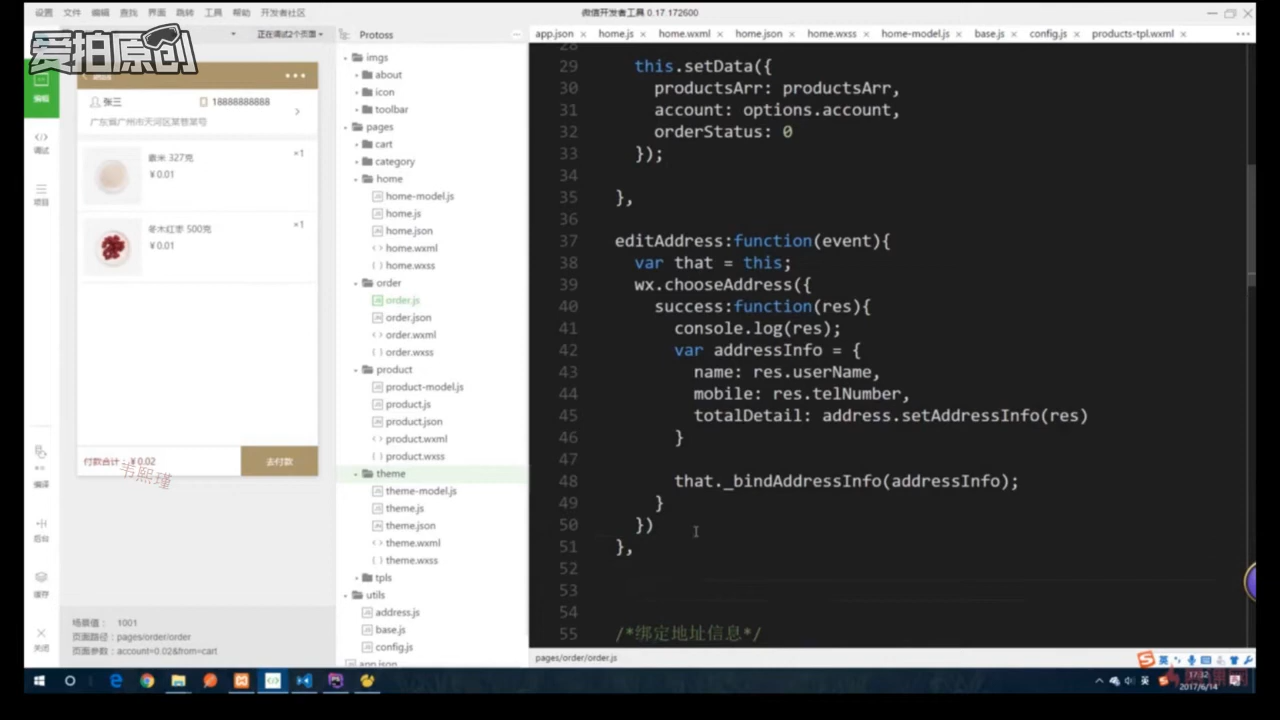 设置 文件 编辑 查找 界面 跳转 工具 帮助 开发者社区
微信开发者工具 0.17.172600
爱拍原创
正在调试2个页面
Protoss
app.json × home.js × home.wxml × home.json × home.wxss × home-model.js × base.js × config.js × products-tpl.wxml ×
编辑
调试
项目
编译
后台
缓存
关闭
张三
18888888888
广东省广州市天河区某巷某号
×1
¥0.01
冬木红枣 500克
×1
¥0.01
付款合计：¥0.02
去付款
韦熙瑾
场景值： 1001
页面路径： pages/order/order
页面参数： account=0.02&from=cart
imgs
about
icon
toolbar
pages
cart
category
home
home-model.js
home.js
home.json
home.wxml
home.wxss
order
order.js
order.json
order.wxml
order.wxss
product
product-model.js
product.js
product.json
product.wxml
product.wxss
theme
theme-model.js
theme.js
theme.json
theme.wxml
theme.wxss
tpls
utils
address.js
base.js
config.js
app.json
28
29 this.setData({
30 productsArr: productsArr,
31 account: options.account,
32 orderStatus: 0
33 });
34
35 },
36
37 editAddress:function(event){
38 var that = this;
39 wx.chooseAddress({
40 success:function(res){
41 console.log(res);
42 var addressInfo = {
43 name: res.userName,
44 mobile: res.telNumber,
45 totalDetail: address.setAddressInfo(res)
46 }
47
48 that._bindAddressInfo(addressInfo);
49 }
50 })
51 },
52
53
54
55 /*绑定地址信息*/
pages/order/order.js
英
英
17:32
2017/6/14